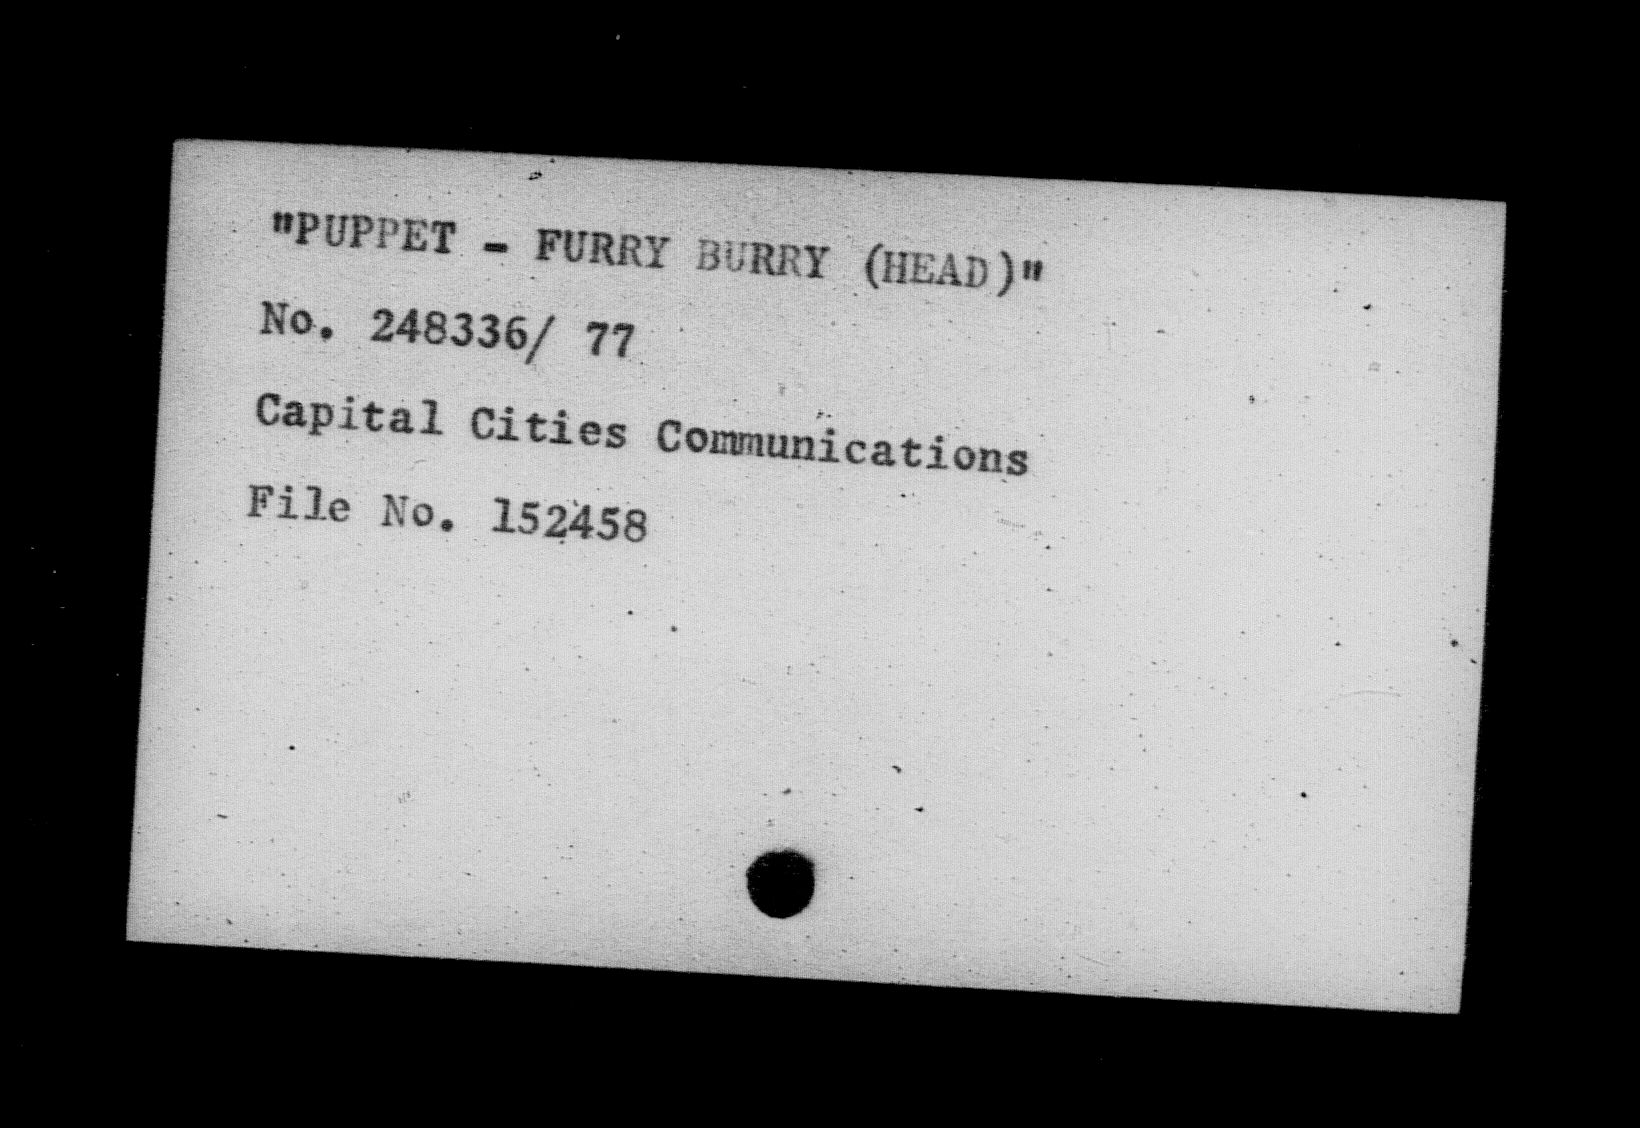 "PUPPET - FURRY BURRY (HEAD)"
No. 248336/ 77
Capital Cities Communications
File No. 152458